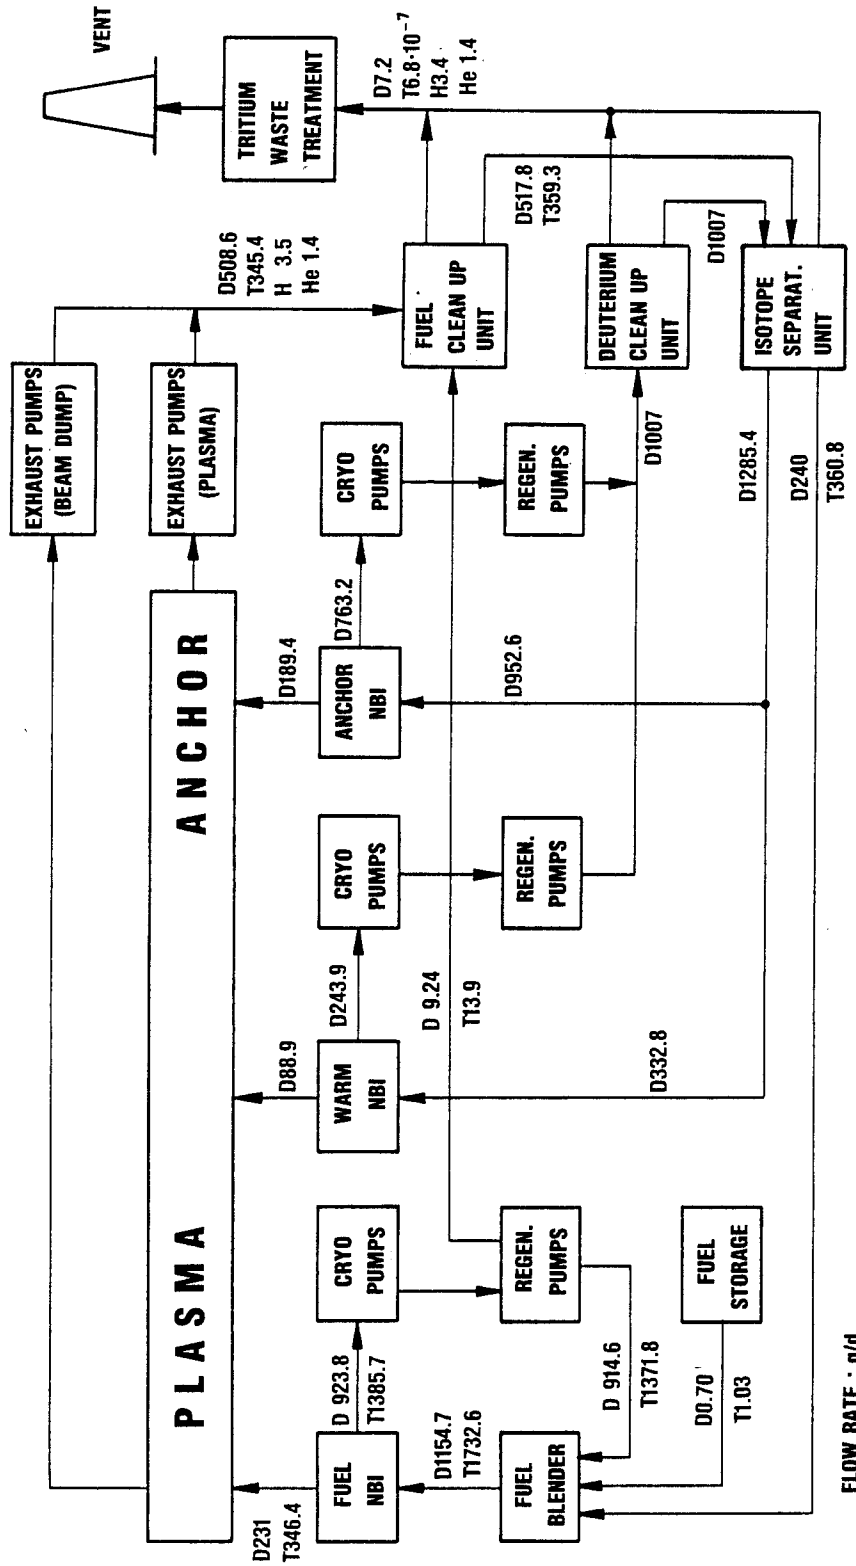 VENT
TRITIUM
WASTE
TREATMENT
D7.2
T6.8·10⁻⁷
H3.4
He 1.4
EXHAUST PUMPS
(BEAM DUMP)
EXHAUST PUMPS
(PLASMA)
D508.6
T345.4
H 3.5
He 1.4
FUEL
CLEAN UP
UNIT
D517.8
T359.3
DEUTERIUM
CLEAN UP
UNIT
D1007
ISOTOPE
SEPARAT.
UNIT
PLASMA ANCHOR
D231
T346.4
FUEL
NBI
D 923.8
T1385.7
CRYO
PUMPS
D88.9
WARM
NBI
D243.9
CRYO
PUMPS
D189.4
ANCHOR
NBI
D763.2
CRYO
PUMPS
D1154.7
T1732.6
FUEL
BLENDER
REGEN.
PUMPS
D 9.24
T13.9
REGEN.
PUMPS
REGEN.
PUMPS
D1007
D 914.6
T1371.8
D0.70
T1.03
FUEL
STORAGE
D332.8
D952.6
D1285.4
D240
T360.8
FLOW RATE : g/d